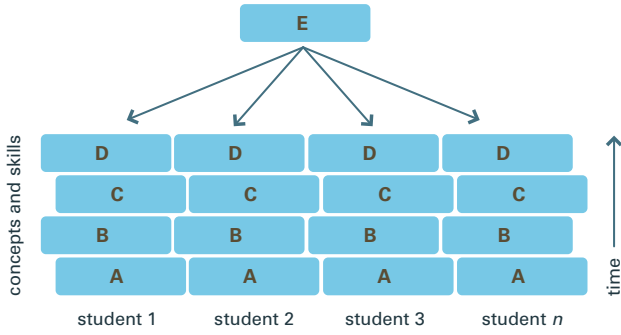 E
concepts and skills
D D D D
C C C C
B B B B
A A A A
time
student 1 student 2 student 3 student n